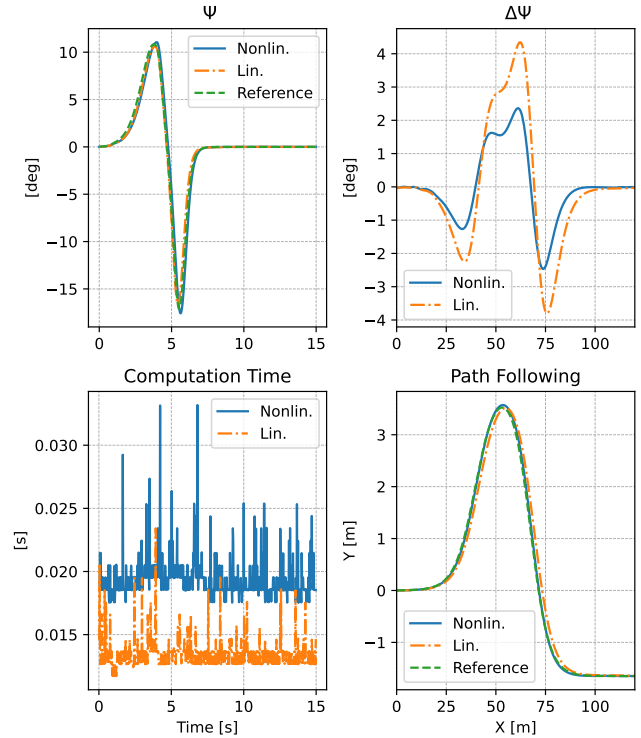 Ψ
10
5
0
−5
−10
−15
[deg]
0
5
10
15
Nonlin.
Lin.
Reference
ΔΨ
4
3
2
1
0
−1
−2
−3
−4
[deg]
0
25
50
75
100
Nonlin.
Lin.
Computation Time
0.030
0.025
0.020
0.015
[s]
0
5
10
15
Time [s]
Nonlin.
Lin.
Path Following
3
1
−1
Y [m]
0
25
50
75
100
X [m]
Nonlin.
Lin.
Reference